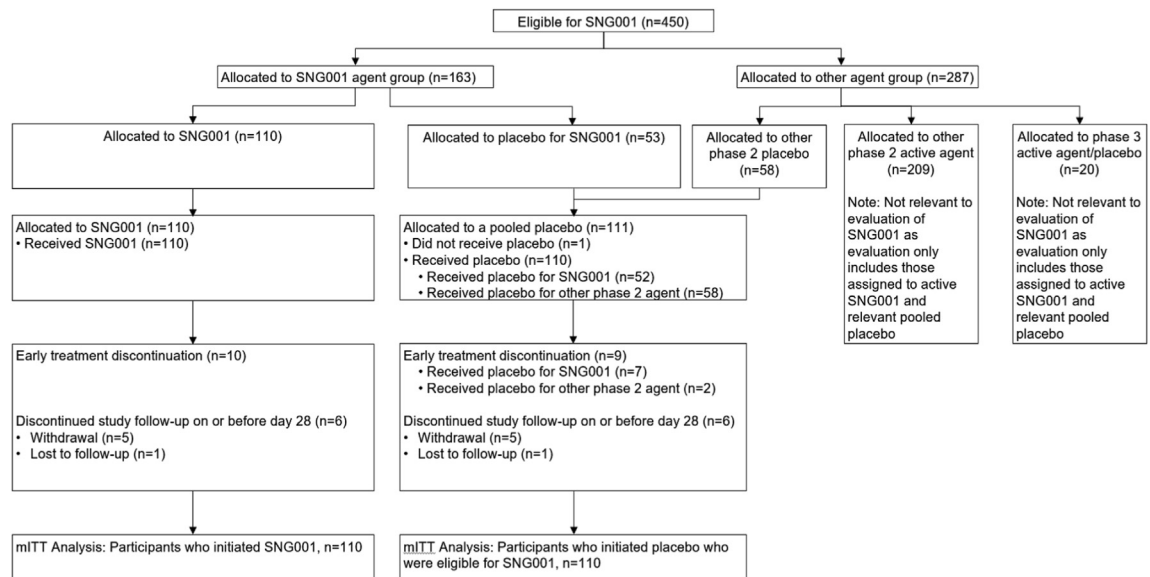 Eligible for SNG001 (n=450)
Allocated to SNG001 agent group (n=163)
Allocated to other agent group (n=287)
Allocated to SNG001 (n=110)
Allocated to placebo for SNG001 (n=53)
Allocated to other
phase 2 placebo
(n=58)
Allocated to other
phase 2 active agent
(n=209)
Note: Not relevant to
evaluation of
SNG001 as
evaluation only
includes those
assigned to active
SNG001 and
relevant pooled
placebo
Allocated to phase 3
active agent/placebo
(n=20)
Note: Not relevant to
evaluation of
SNG001 as
evaluation only
includes those
assigned to active
SNG001 and
relevant pooled
placebo
Allocated to SNG001 (n=110)
• Received SNG001 (n=110)
Allocated to a pooled placebo (n=111)
• Did not receive placebo (n=1)
• Received placebo (n=110)
• Received placebo for SNG001 (n=52)
• Received placebo for other phase 2 agent (n=58)
Early treatment discontinuation (n=10)
Discontinued study follow-up on or before day 28 (n=6)
• Withdrawal (n=5)
• Lost to follow-up (n=1)
Early treatment discontinuation (n=9)
• Received placebo for SNG001 (n=7)
• Received placebo for other phase 2 agent (n=2)
Discontinued study follow-up on or before day 28 (n=6)
• Withdrawal (n=5)
• Lost to follow-up (n=1)
mITT Analysis: Participants who initiated SNG001, n=110
mITT Analysis: Participants who initiated placebo who
were eligible for SNG001, n=110